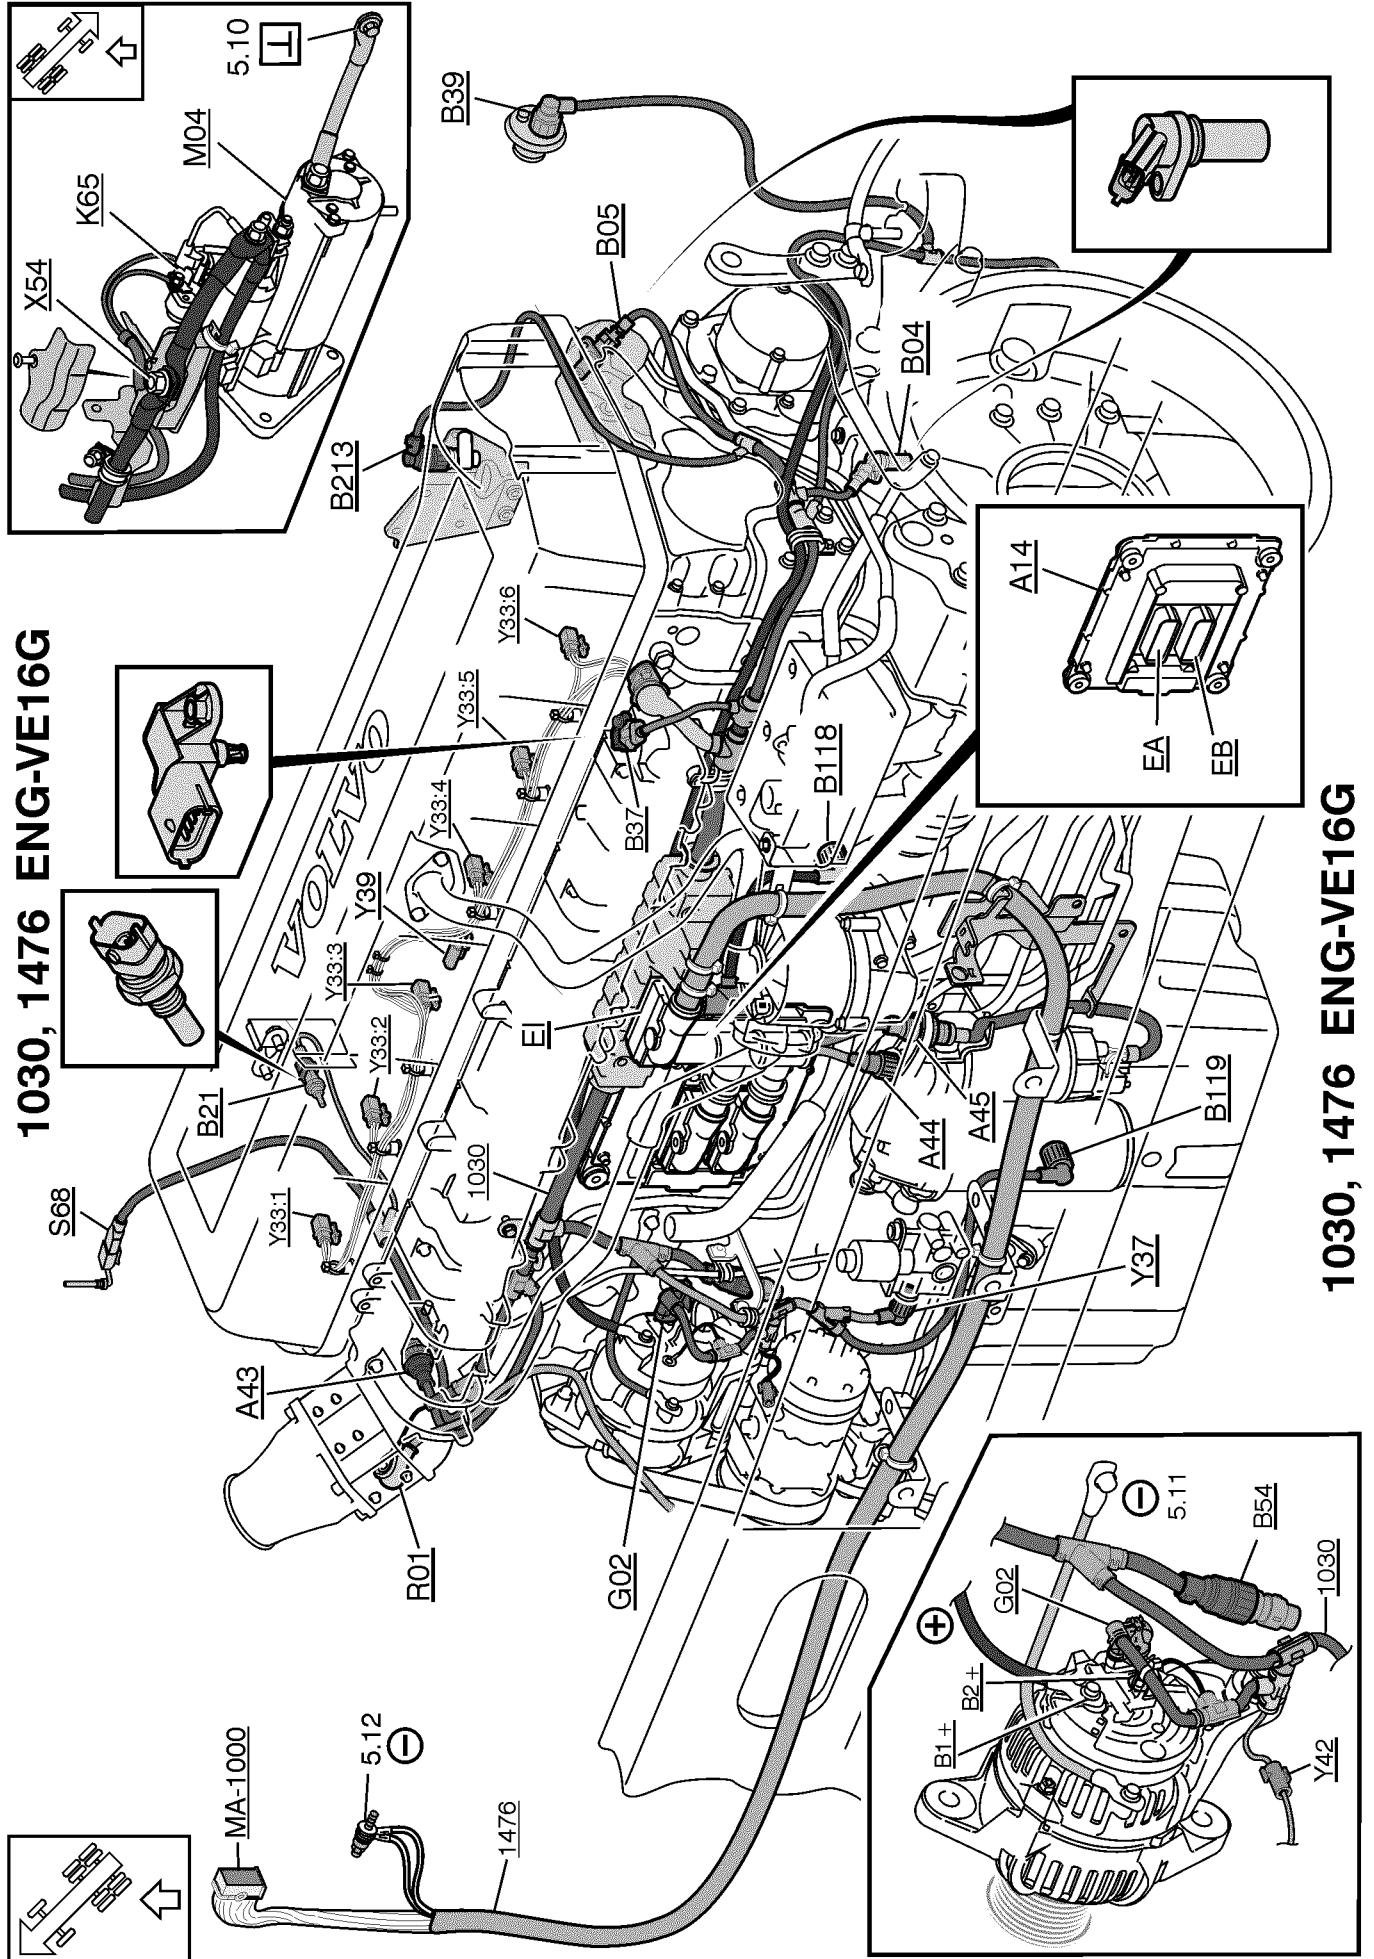 1030, 1476 ENG-VE16G
5.10
M04
K65
X54
B39
B05
B213
B04
Y33:6
Y33:5
Y33:4
Y39
Y33:3
Y33:2
Y33:1
VOLVO
B37
B118
A14
EA
EB
EI
B21
S68
1030
A44
A45
B119
Y37
A43
R01
G02
MA-1000
5.12
1476
G02
B2+
B1+
5.11
B54
1030
Y42
1030, 1476 ENG-VE16G